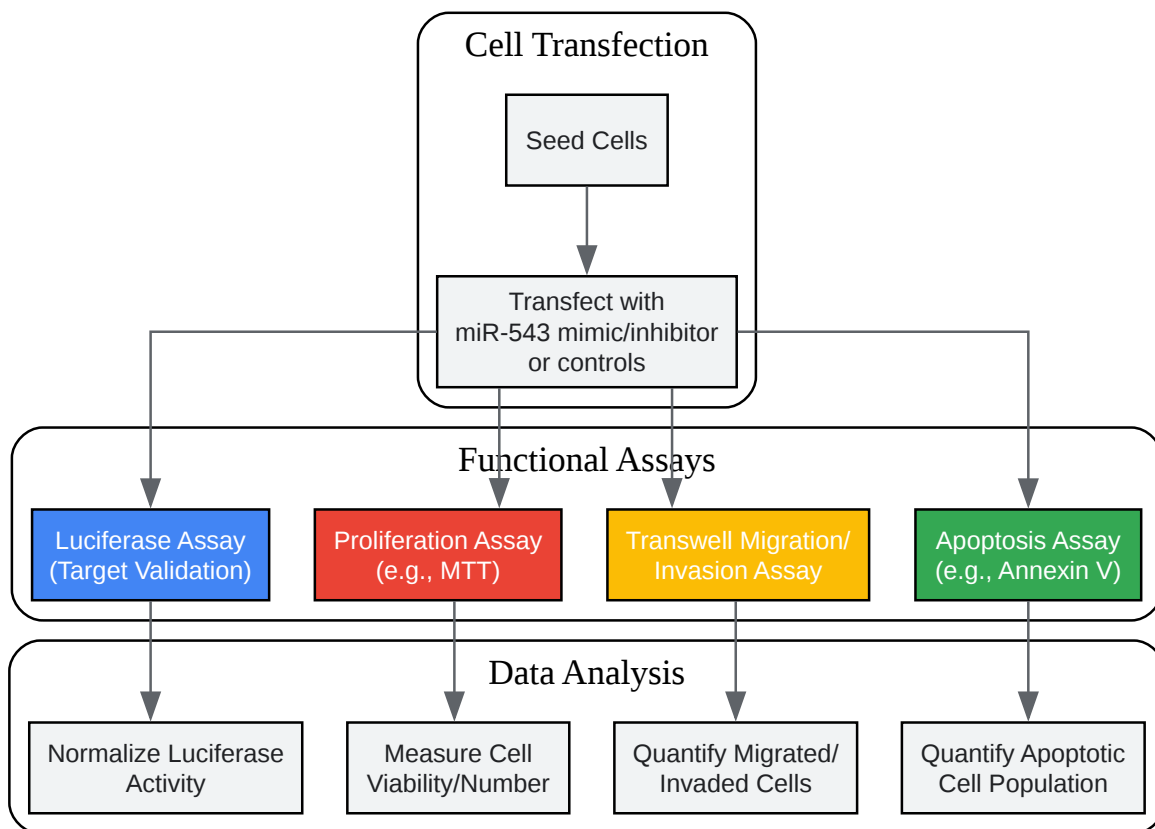 Cell Transfection
Seed Cells
Transfect with
miR-543 mimic/inhibitor
or controls
Functional Assays
Luciferase Assay
(Target Validation)
Proliferation Assay
(e.g., MTT)
Transwell Migration/
Invasion Assay
Apoptosis Assay
(e.g., Annexin V)
Data Analysis
Normalize Luciferase
Activity
Measure Cell
Viability/Number
Quantify Migrated/
Invaded Cells
Quantify Apoptotic
Cell Population